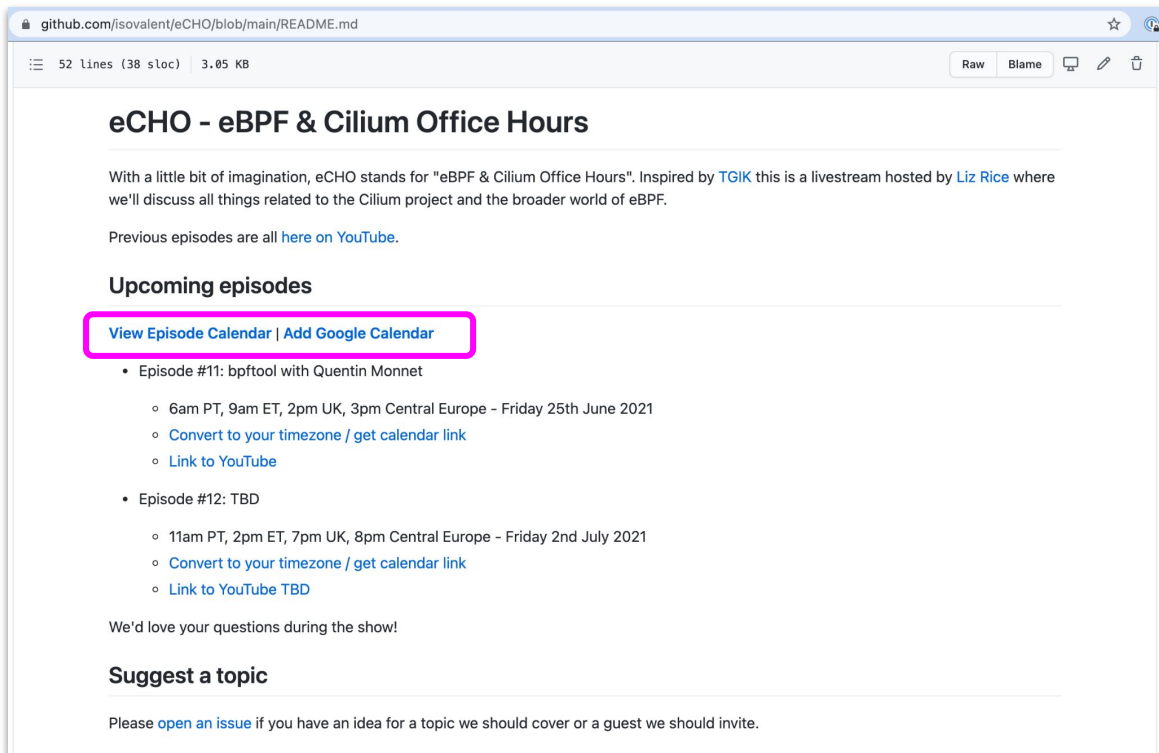 github.com/isovalent/eCHO/blob/main/README.md
52 lines (38 sloc) 3.05 KB
Raw Blame
eCHO - eBPF & Cilium Office Hours
With a little bit of imagination, eCHO stands for "eBPF & Cilium Office Hours". Inspired by TGIK this is a livestream hosted by Liz Rice where
we'll discuss all things related to the Cilium project and the broader world of eBPF.
Previous episodes are all here on YouTube.
Upcoming episodes
View Episode Calendar | Add Google Calendar
• Episode #11: bpftool with Quentin Monnet
◦ 6am PT, 9am ET, 2pm UK, 3pm Central Europe - Friday 25th June 2021
◦ Convert to your timezone / get calendar link
◦ Link to YouTube
• Episode #12: TBD
◦ 11am PT, 2pm ET, 7pm UK, 8pm Central Europe - Friday 2nd July 2021
◦ Convert to your timezone / get calendar link
◦ Link to YouTube TBD
We'd love your questions during the show!
Suggest a topic
Please open an issue if you have an idea for a topic we should cover or a guest we should invite.